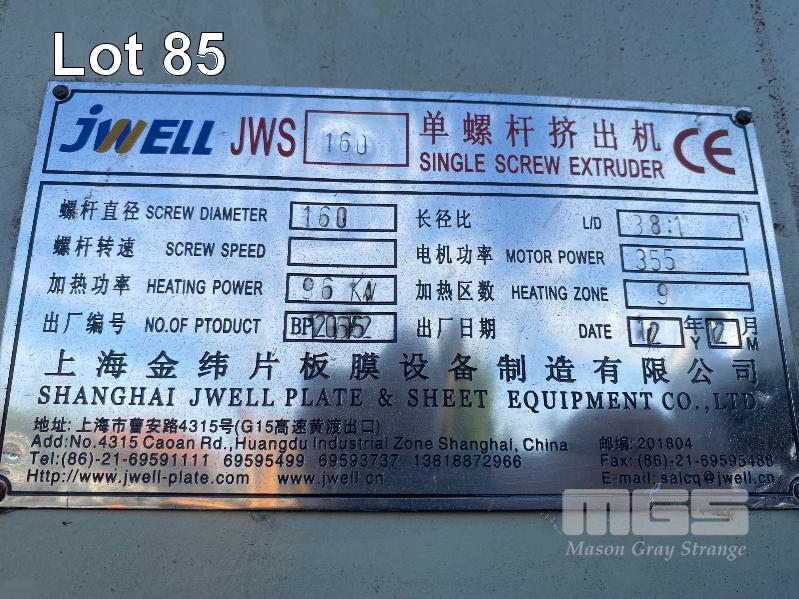 Lot 85
JWELL JWS 160 单螺杆挤出机 CE
SINGLE SCREW EXTRUDER
螺杆直径 SCREW DIAMETER 160 长径比 L/D 38:1
螺杆转速 SCREW SPEED 电机功率 MOTOR POWER 355
加热功率 HEATING POWER 96 KW 加热区数 HEATING ZONE 9
出厂编号 NO.OF PTODUCT 出厂日期 DATE 12 年Y 12 月M
上海金纬片板膜设备制造有限公司
SHANGHAI JWELL PLATE & SHEET EQUIPMENT CO.,LTD.
地址: 上海市曹安路4315号(G15高速黄渡出口)
Add:No.4315 Caoan Rd., Huangdu Industrial Zone Shanghai, China 邮编: 201804
Tel:(86)-21-69591111 69595499 69593737 13818872966 Fax: (86)-21-69595488
Http://www.jwell-plate.com www.jwell.cn E-mail: salcq@jwell.cn
MGS
Mason Gray Strange